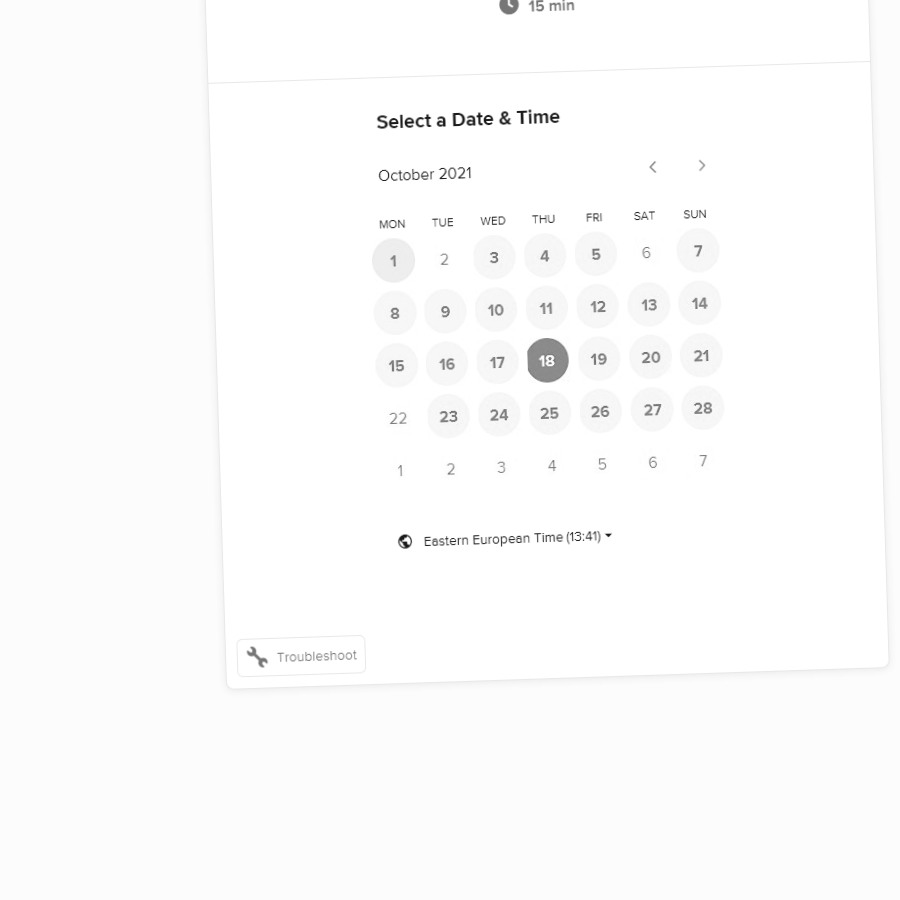 15 min
Select a Date & Time
October 2021
MON TUE WED THU FRI SAT SUN
1 2 3 4 5 6 7
8 9 10 11 12 13 14
15 16 17 18 19 20 21
22 23 24 25 26 27 28
1 2 3 4 5 6 7
Eastern European Time (13:41)
Troubleshoot